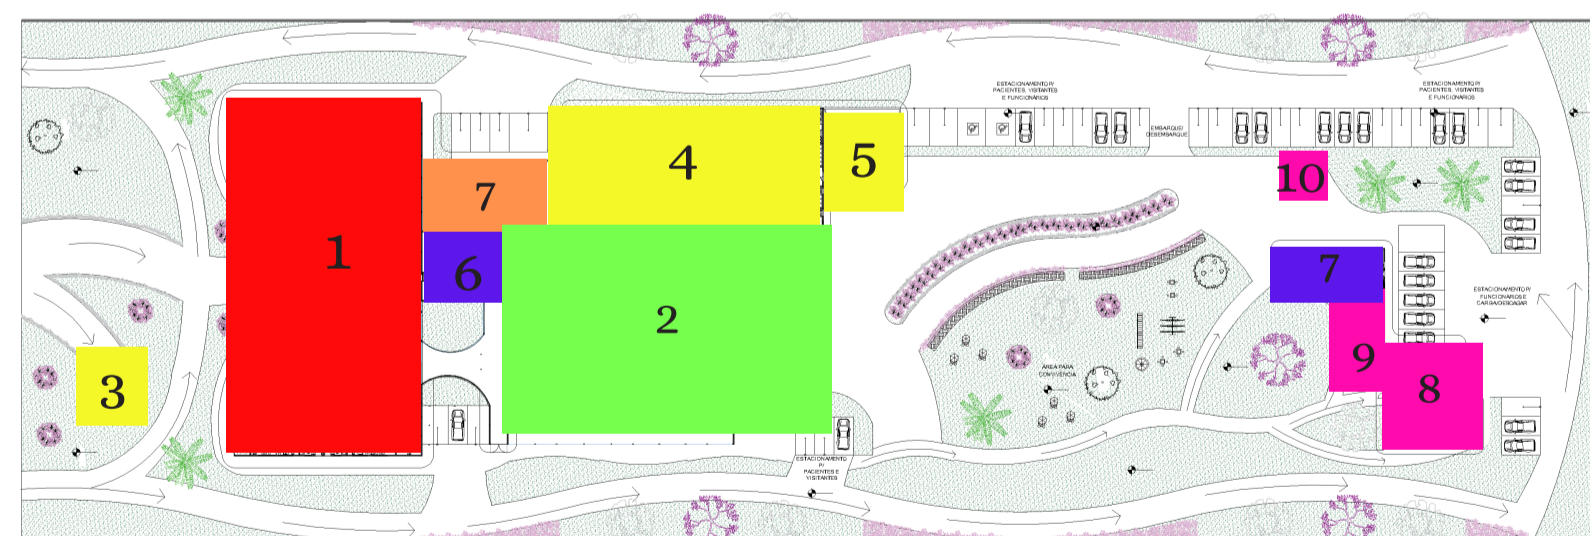 ESTACIONAMENTO P/
PACIENTES, VISITANTES
E FUNCIONÁRIOS
ESTACIONAMENTO P/
PACIENTES, VISITANTES
E FUNCIONÁRIOS
EMBARQUE/
DESEMBARQUE
1
7
4
5
10
6
2
7
ESTACIONAMENTO P/
FUNCIONÁRIOS E
CARGA/DESCAGAR
3
ÁREA PARA
CONVIVÊNCIA
9
8
ESTACIONAMENTO
P/
PACIENTES E
VISITANTES